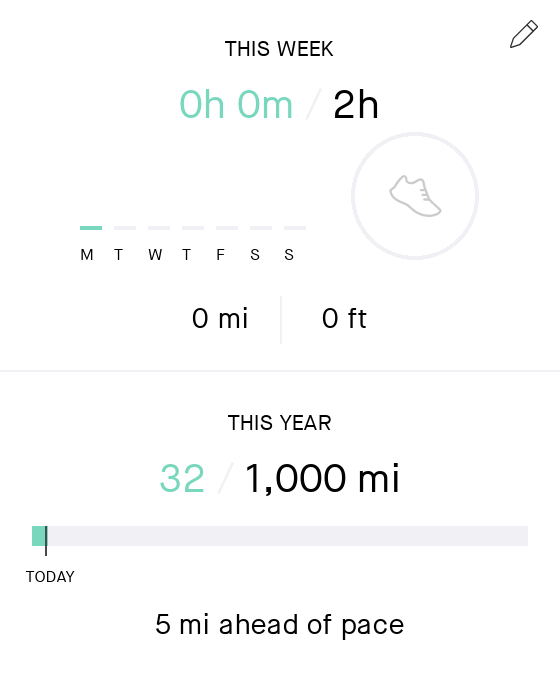 THIS WEEK
0h 0m / 2h
M T W T F S S
0 mi 0 ft
THIS YEAR
32 / 1,000 mi
TODAY
5 mi ahead of pace